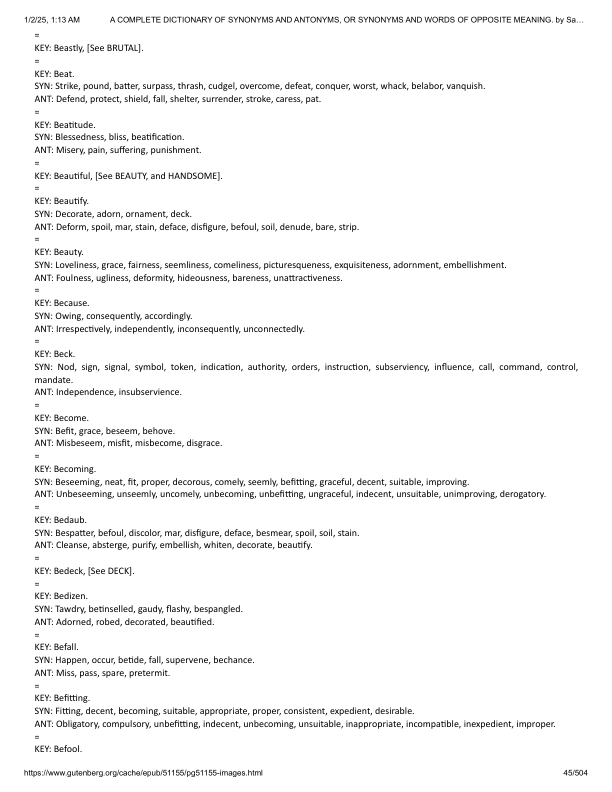 1/2/25, 1:13 AM A COMPLETE DICTIONARY OF SYNONYMS AND ANTONYMS, OR SYNONYMS AND WORDS OF OPPOSITE MEANING. by Sa…
=
KEY: Beastly, [See BRUTAL].
=
KEY: Beat.
SYN: Strike, pound, batter, surpass, thrash, cudgel, overcome, defeat, conquer, worst, whack, belabor, vanquish.
ANT: Defend, protect, shield, fall, shelter, surrender, stroke, caress, pat.
=
KEY: Beatitude.
SYN: Blessedness, bliss, beatification.
ANT: Misery, pain, suffering, punishment.
=
KEY: Beautiful, [See BEAUTY, and HANDSOME].
=
KEY: Beautify.
SYN: Decorate, adorn, ornament, deck.
ANT: Deform, spoil, mar, stain, deface, disfigure, befoul, soil, denude, bare, strip.
=
KEY: Beauty.
SYN: Loveliness, grace, fairness, seemliness, comeliness, picturesqueness, exquisiteness, adornment, embellishment.
ANT: Foulness, ugliness, deformity, hideousness, bareness, unattractiveness.
=
KEY: Because.
SYN: Owing, consequently, accordingly.
ANT: Irrespectively, independently, inconsequently, unconnectedly.
=
KEY: Beck.
SYN: Nod, sign, signal, symbol, token, indication, authority, orders, instruction, subserviency, influence, call, command, control,
mandate.
ANT: Independence, insubservience.
=
KEY: Become.
SYN: Befit, grace, beseem, behove.
ANT: Misbeseem, misfit, misbecome, disgrace.
=
KEY: Becoming.
SYN: Beseeming, neat, fit, proper, decorous, comely, seemly, befitting, graceful, decent, suitable, improving.
ANT: Unbeseeming, unseemly, uncomely, unbecoming, unbefitting, ungraceful, indecent, unsuitable, unimproving, derogatory.
=
KEY: Bedaub.
SYN: Bespatter, befoul, discolor, mar, disfigure, deface, besmear, spoil, soil, stain.
ANT: Cleanse, absterge, purify, embellish, whiten, decorate, beautify.
=
KEY: Bedeck, [See DECK].
=
KEY: Bedizen.
SYN: Tawdry, betinselled, gaudy, flashy, bespangled.
ANT: Adorned, robed, decorated, beautified.
=
KEY: Befall.
SYN: Happen, occur, betide, fall, supervene, bechance.
ANT: Miss, pass, spare, pretermit.
=
KEY: Befitting.
SYN: Fitting, decent, becoming, suitable, appropriate, proper, consistent, expedient, desirable.
ANT: Obligatory, compulsory, unbefitting, indecent, unbecoming, unsuitable, inappropriate, incompatible, inexpedient, improper.
=
KEY: Befool.
https://www.gutenberg.org/cache/epub/51155/pg51155-images.html 45/504